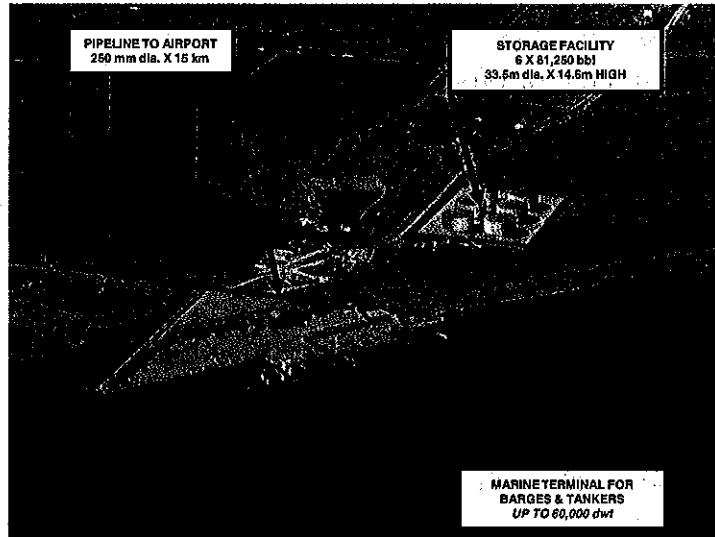 PIPELINE TO AIRPORT
250 mm dia. X 15 km
STORAGE FACILITY
6 X 81,250 bbl
33.5m dia. X 14.6m HIGH
MARINE TERMINAL FOR
BARGES & TANKERS
UP TO 60,000 dwt